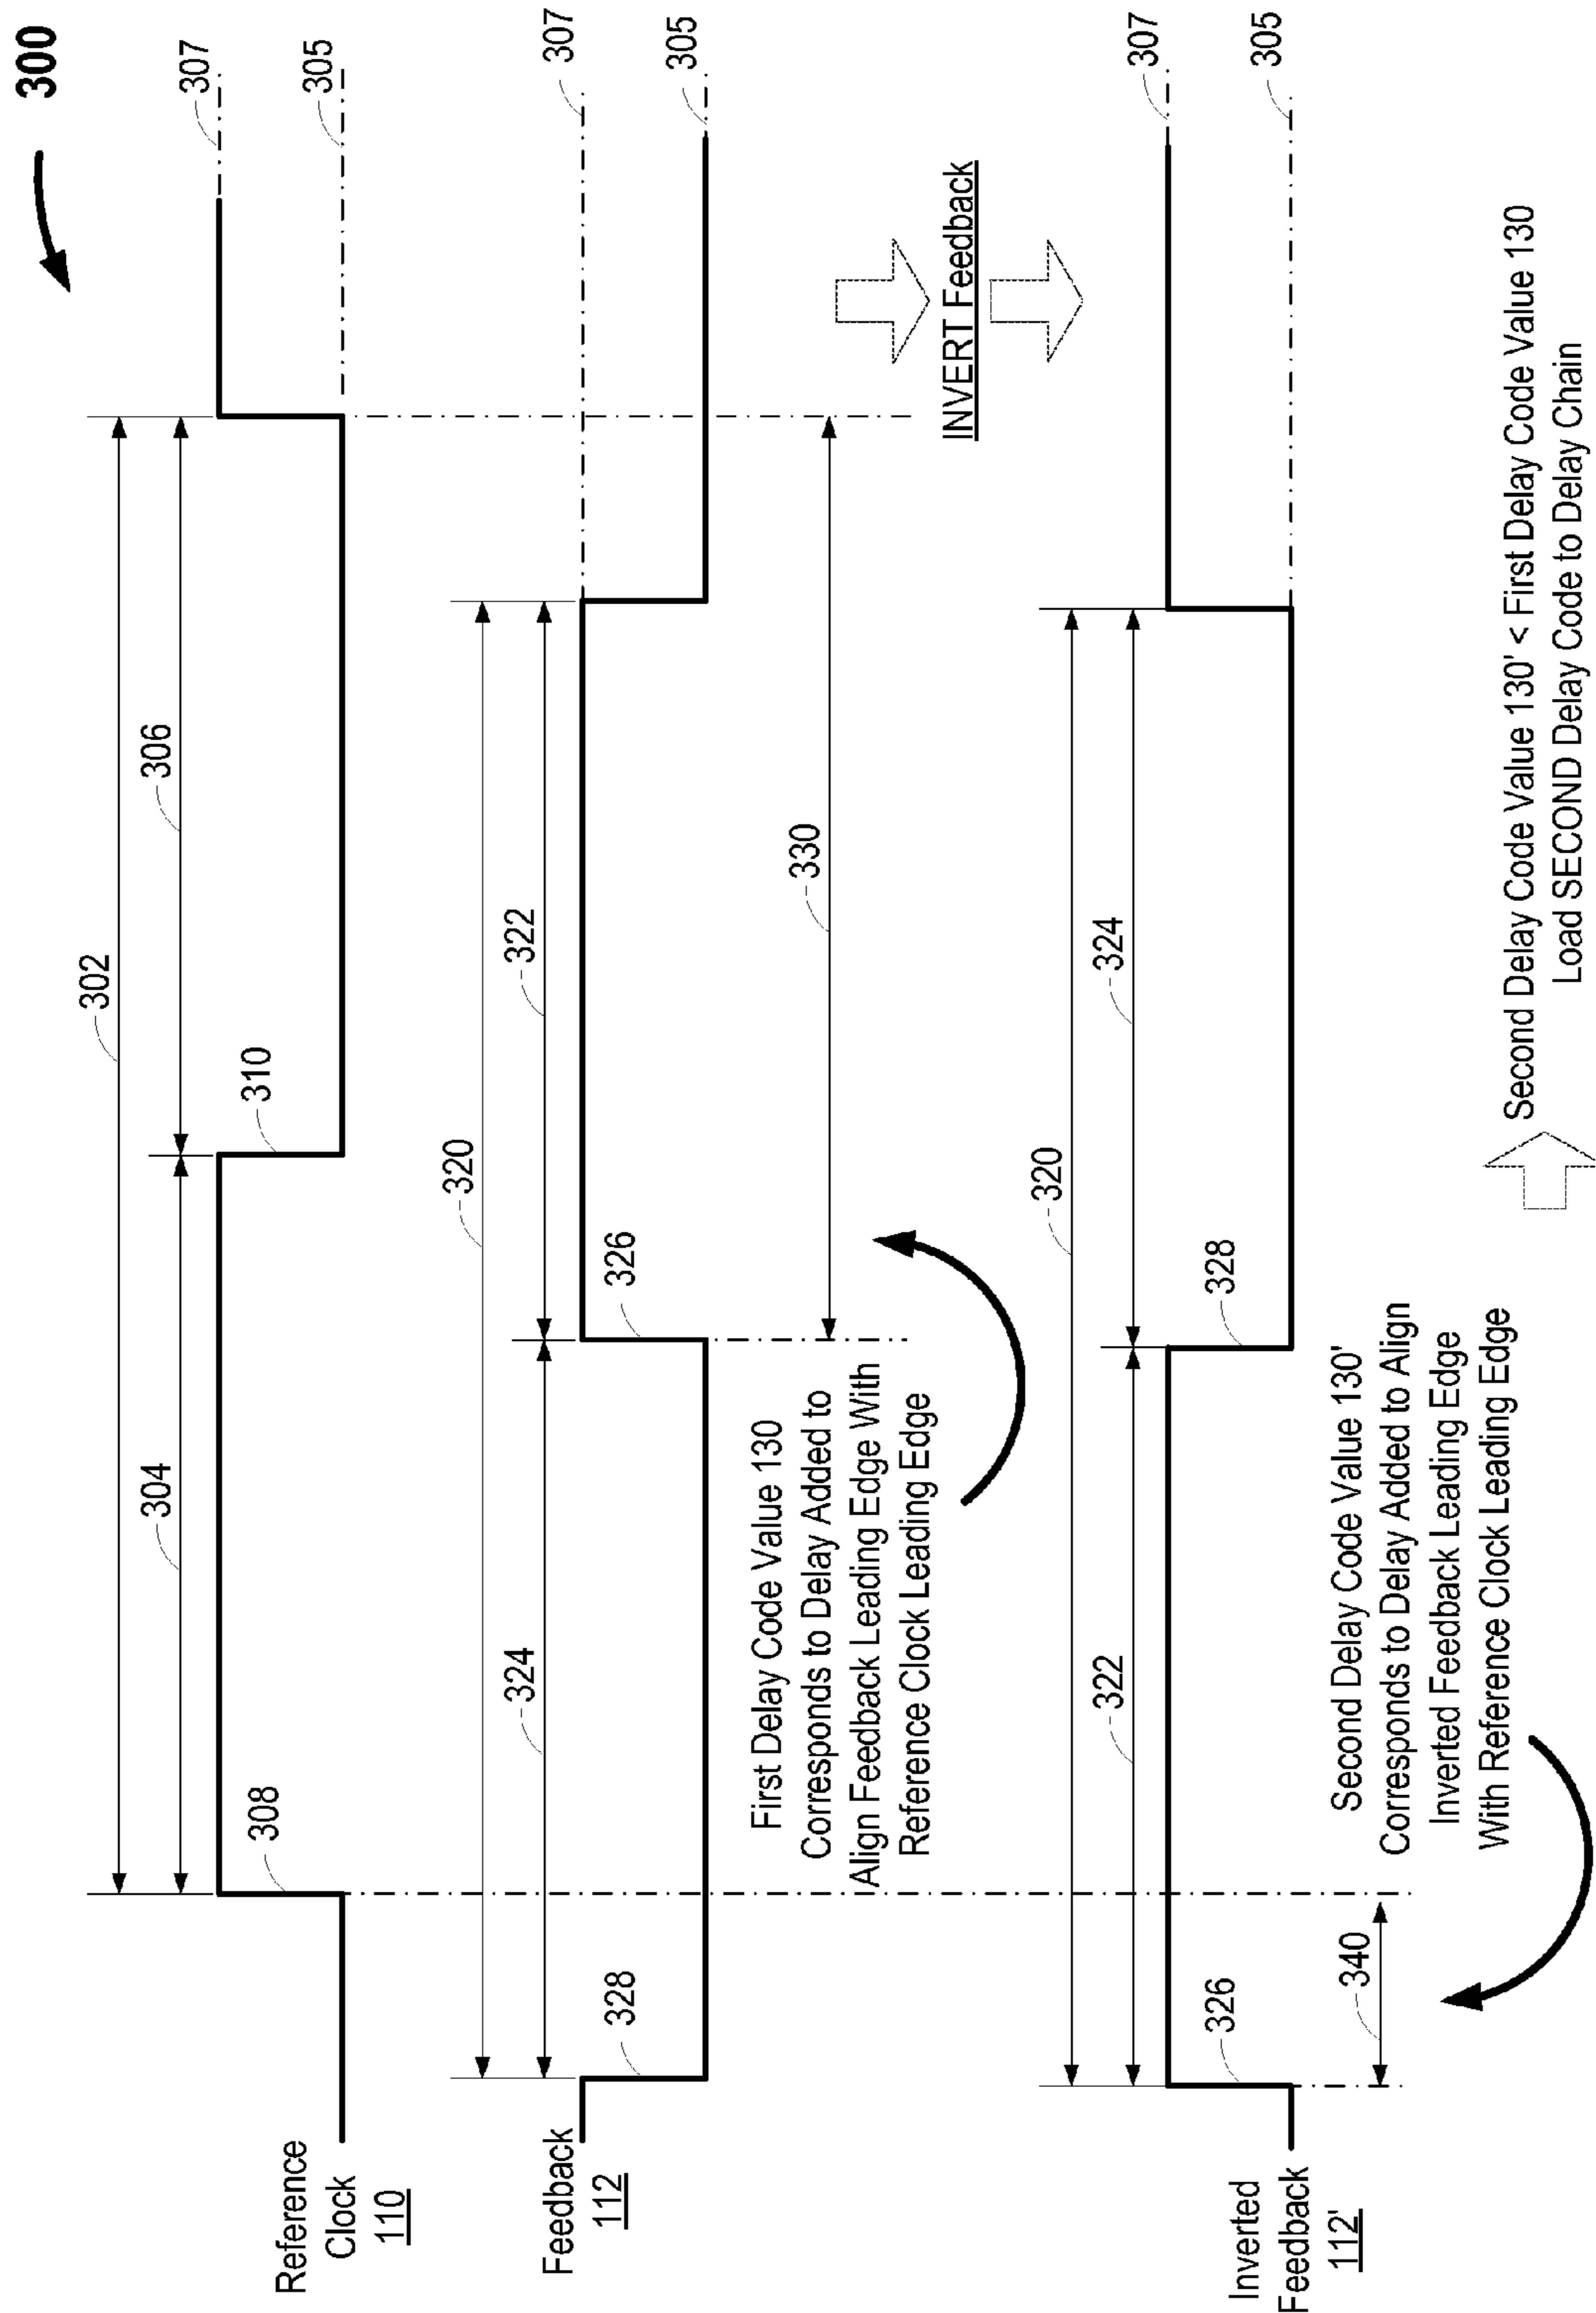 300
302
304
306
307
305
308
310
Reference
Clock
110
320
324
322
307
305
328
326
Feedback
112
330
First Delay Code Value 130
Corresponds to Delay Added to
Align Feedback Leading Edge With
Reference Clock Leading Edge
INVERT Feedback
320
322
324
307
305
326
328
Inverted
Feedback
112'
340
Second Delay Code Value 130'
Corresponds to Delay Added to Align
Inverted Feedback Leading Edge
With Reference Clock Leading Edge
Second Delay Code Value 130' < First Delay Code Value 130
Load SECOND Delay Code to Delay Chain